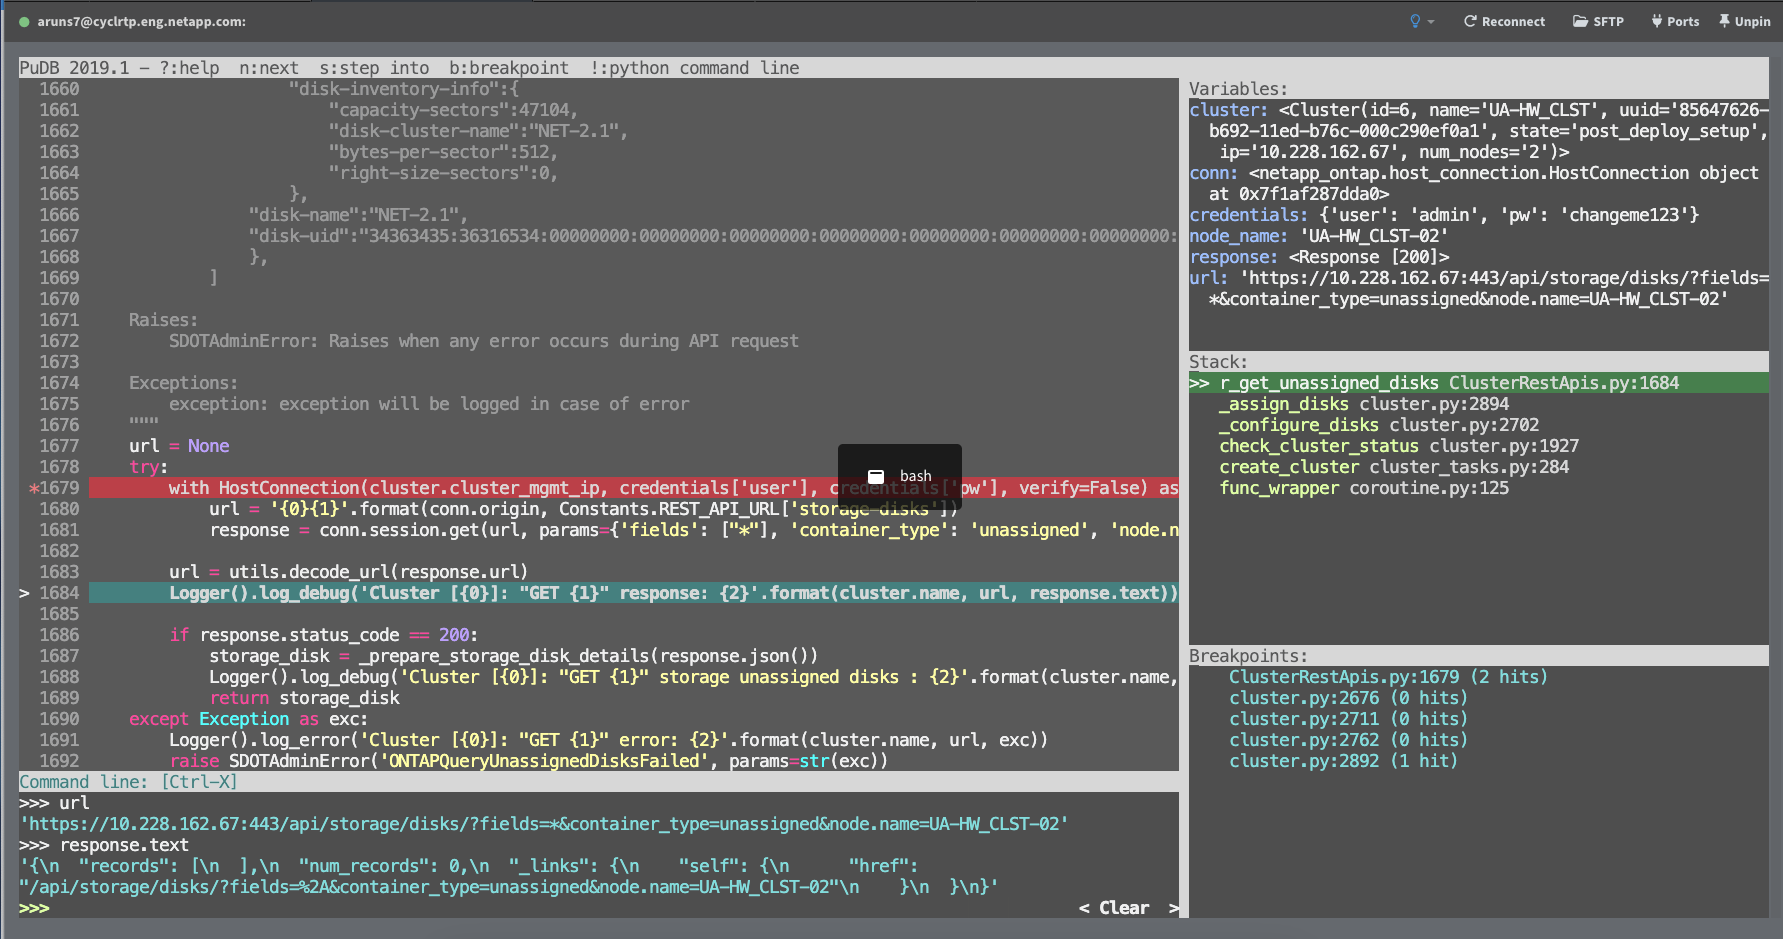 aruns7@cyclrtp.eng.netapp.com:
Reconnect SFTP Ports Unpin
PuDB 2019.1 - ?:help  n:next  s:step into  b:breakpoint  !:python command line
1660                     "disk-inventory-info":{
1661                         "capacity-sectors":47104,
1662                         "disk-cluster-name":"NET-2.1",
1663                         "bytes-per-sector":512,
1664                         "right-size-sectors":0,
1665                     },
1666                 "disk-name":"NET-2.1",
1667                 "disk-uid":"34363435:36316534:00000000:00000000:00000000:00000000:00000000:00000000:00000000:
1668                 },
1669             ]
1670
1671     Raises:
1672         SDOTAdminError: Raises when any error occurs during API request
1673
1674     Exceptions:
1675         exception: exception will be logged in case of error
1676     """
1677     url = None
1678     try:
*1679         with HostConnection(cluster.cluster_mgmt_ip, credentials['user'], credentials['pw'], verify=False) as
1680             url = '{0}{1}'.format(conn.origin, Constants.REST_API_URL['storage-disks'])
1681             response = conn.session.get(url, params={'fields': ["*"], 'container_type': 'unassigned', 'node.n
1682
1683         url = utils.decode_url(response.url)
> 1684         Logger().log_debug('Cluster [{0}]: "GET {1}" response: {2}'.format(cluster.name, url, response.text))
1685
1686         if response.status_code == 200:
1687             storage_disk = _prepare_storage_disk_details(response.json())
1688             Logger().log_debug('Cluster [{0}]: "GET {1}" storage unassigned disks : {2}'.format(cluster.name,
1689             return storage_disk
1690     except Exception as exc:
1691         Logger().log_error('Cluster [{0}]: "GET {1}" error: {2}'.format(cluster.name, url, exc))
1692         raise SDOTAdminError('ONTAPQueryUnassignedDisksFailed', params=str(exc))
bash
Command line: [Ctrl-X]
>>> url
'https://10.228.162.67:443/api/storage/disks/?fields=*&container_type=unassigned&node.name=UA-HW_CLST-02'
>>> response.text
'{\n  "records": [\n  ],\n  "num_records": 0,\n  "_links": {\n    "self": {\n      "href":
"/api/storage/disks/?fields=%2A&container_type=unassigned&node.name=UA-HW_CLST-02"\n    }\n  }\n}'
>>>
< Clear  >
Variables:
cluster: <Cluster(id=6, name='UA-HW_CLST', uuid='85647626-
b692-11ed-b76c-000c290ef0a1', state='post_deploy_setup',
ip='10.228.162.67', num_nodes='2')>
conn: <netapp_ontap.host_connection.HostConnection object
at 0x7f1af287dda0>
credentials: {'user': 'admin', 'pw': 'changeme123'}
node_name: 'UA-HW_CLST-02'
response: <Response [200]>
url: 'https://10.228.162.67:443/api/storage/disks/?fields=
*&container_type=unassigned&node.name=UA-HW_CLST-02'
Stack:
>> r_get_unassigned_disks ClusterRestApis.py:1684
_assign_disks cluster.py:2894
_configure_disks cluster.py:2702
check_cluster_status cluster.py:1927
create_cluster cluster_tasks.py:284
func_wrapper coroutine.py:125
Breakpoints:
ClusterRestApis.py:1679 (2 hits)
cluster.py:2676 (0 hits)
cluster.py:2711 (0 hits)
cluster.py:2762 (0 hits)
cluster.py:2892 (1 hit)